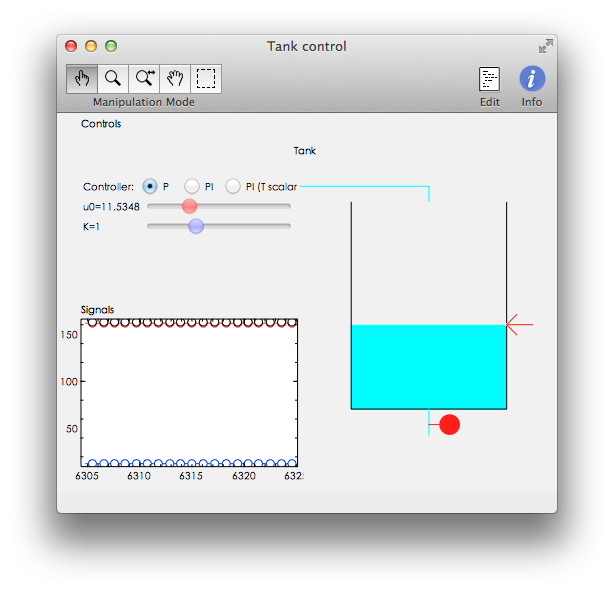 Tank control
Manipulation Mode
Edit
Info
Controls
Tank
Controller: P PI PI (T scalar
u0=11.5348
K=1
Signals
150
100
50
6305 6310 6315 6320 632